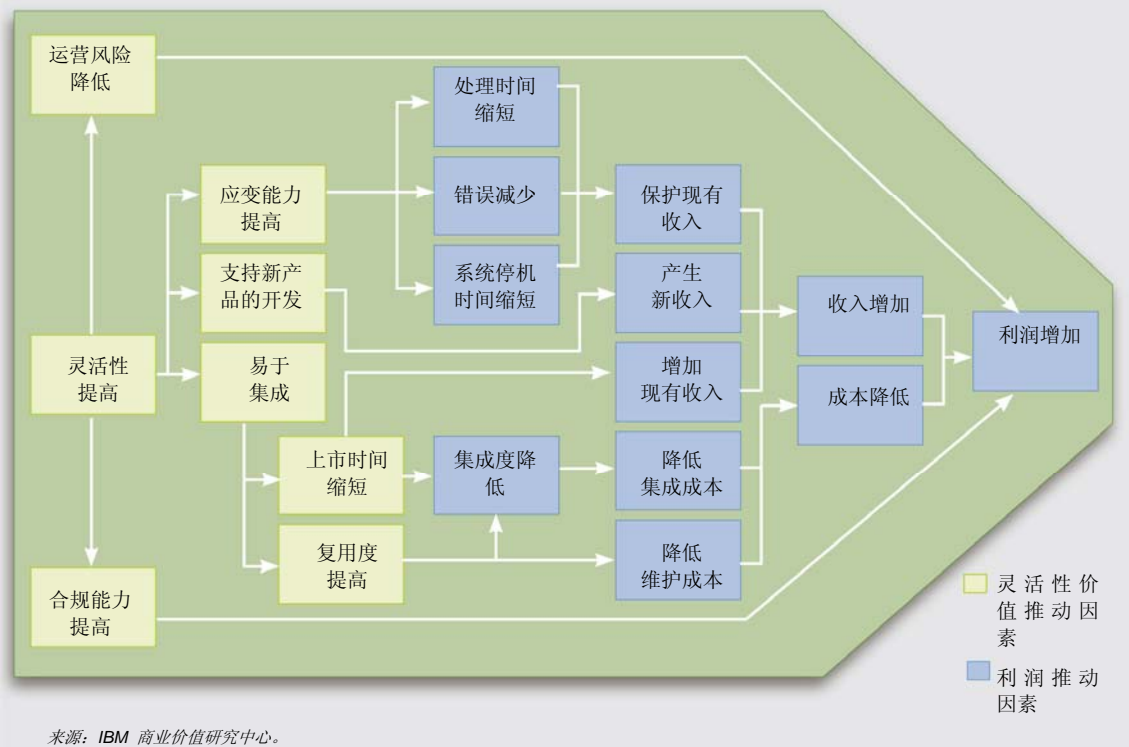 运营风险
降低
处理时间
缩短
应变能力
提高
错误减少
保护现有
收入
支持新产
品的开发
系统停机
时间缩短
产生
新收入
收入增加
利润增加
灵活性
提高
易于
集成
增加
现有收入
成本降低
上市时间
缩短
集成度降
低
降低
集成成本
复用度
提高
降低
维护成本
合规能力
提高
灵活性价
值推动因
素
利润推动
因素
来源：IBM 商业价值研究中心。